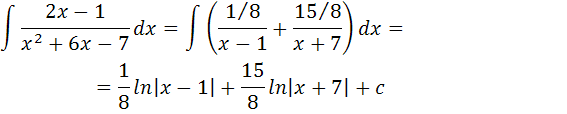 ∫ (2x − 1)/(x² + 6x − 7) dx = ∫ ( (1/8)/(x − 1) + (15/8)/(x + 7) ) dx =
= 1/8 ln|x − 1| + 15/8 ln|x + 7| + c